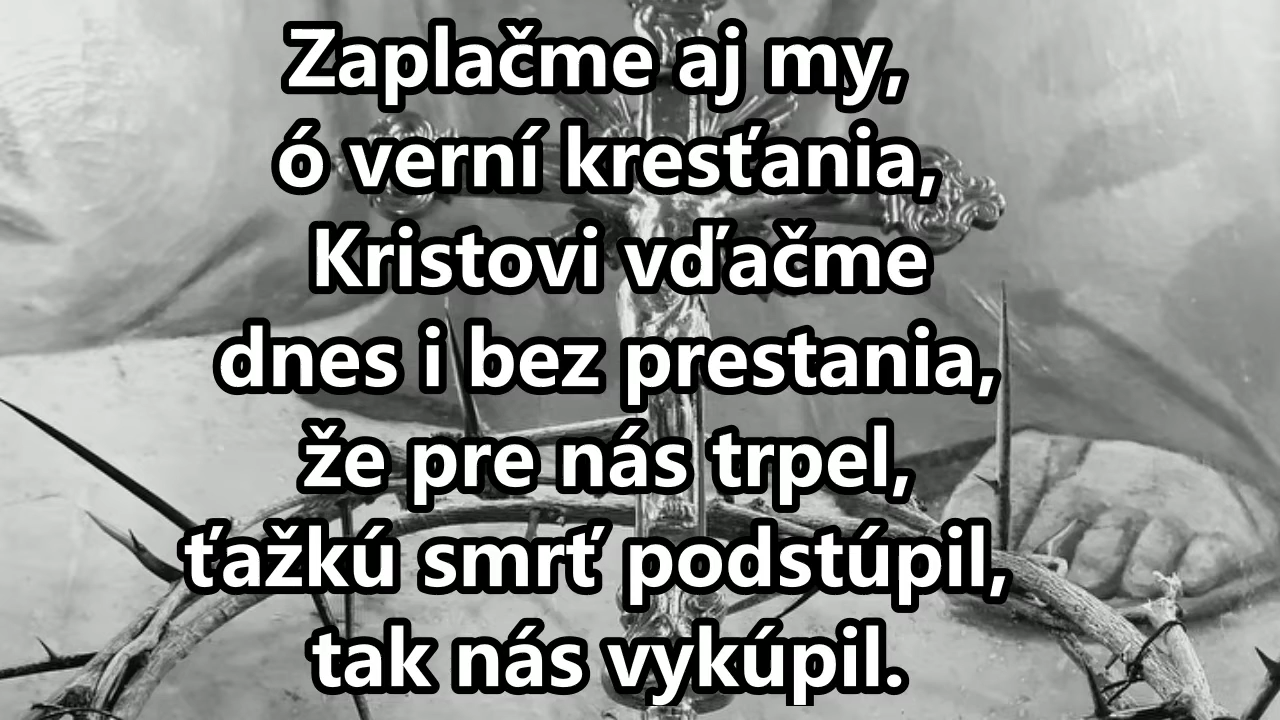 Zaplačme aj my,
ó verní kresťania,
Kristovi vďačme
dnes i bez prestania,
že pre nás trpel,
ťažkú smrť podstúpil,
tak nás vykúpil.